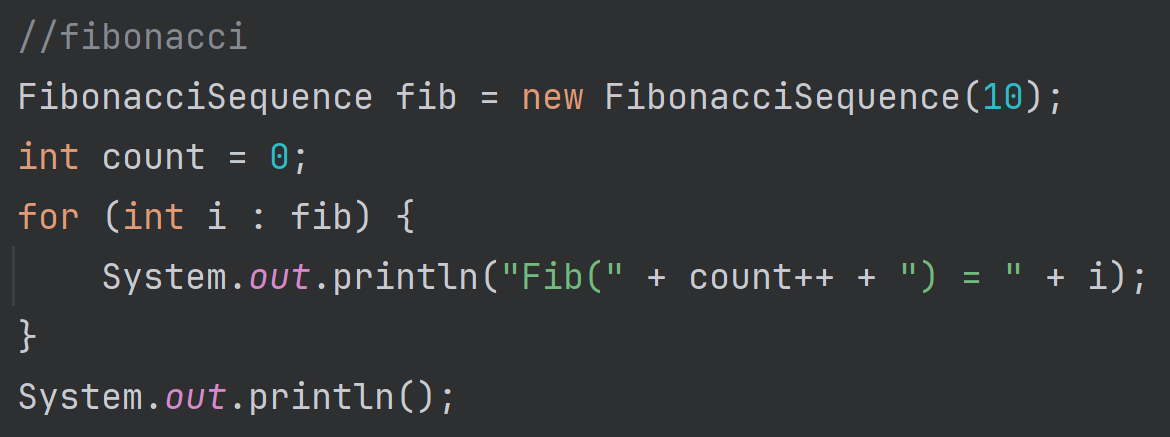 //fibonacci
FibonacciSequence fib = new FibonacciSequence(10);
int count = 0;
for (int i : fib) {
    System.out.println("Fib(" + count++ + ") = " + i);
}
System.out.println();